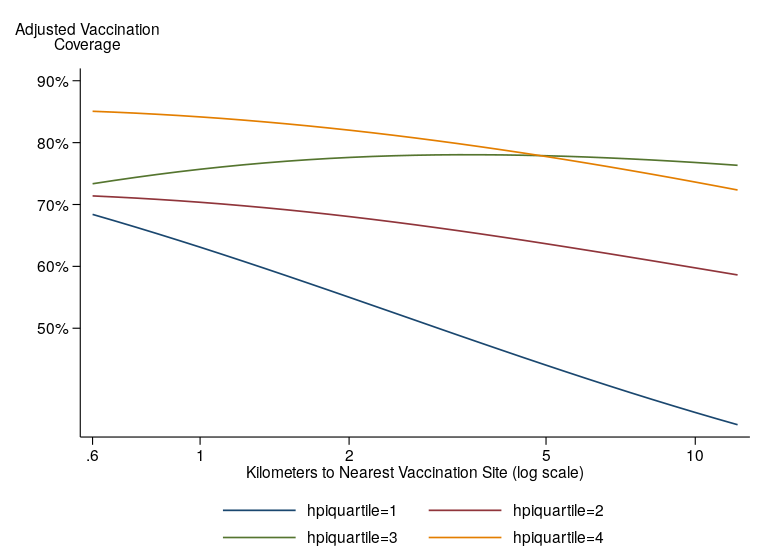 Adjusted Vaccination
Coverage
90%
80%
70%
60%
50%
.6 1 2 5 10
Kilometers to Nearest Vaccination Site (log scale)
hpiquartile=1 hpiquartile=2
hpiquartile=3 hpiquartile=4